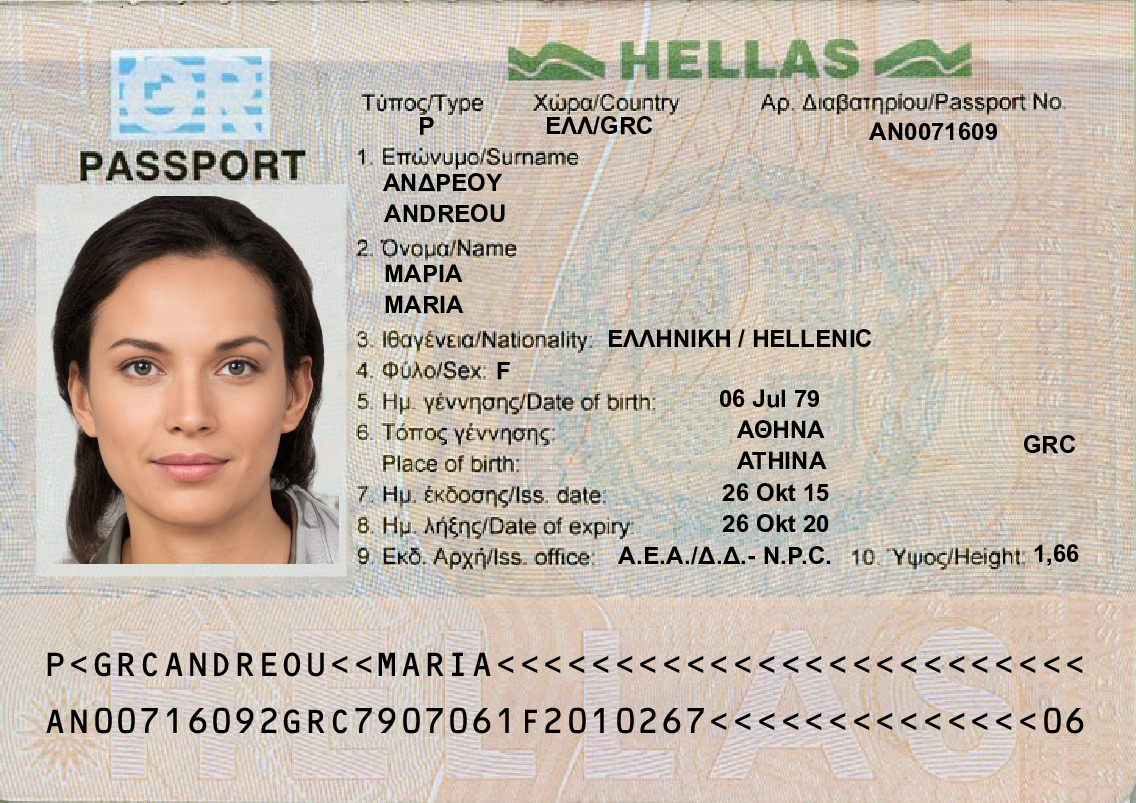 GR
HELLAS
PASSPORT
Τύπος/Type Χώρα/Country Αρ. Διαβατηρίου/Passport No.
P ΕΛΛ/GRC AN0071609
1. Επώνυμο/Surname
ΑΝΔΡΕΟΥ
ANDREOU
2. Όνομα/Name
ΜΑΡΙΑ
MARIA
3. Ιθαγένεια/Nationality: ΕΛΛΗΝΙΚΗ / HELLENIC
4. Φύλο/Sex: F
5. Ημ. γέννησης/Date of birth: 06 Jul 79
6. Τόπος γέννησης: ΑΘΗΝΑ
Place of birth: ATHINA GRC
7. Ημ. έκδοσης/Iss. date: 26 Okt 15
8. Ημ. λήξης/Date of expiry: 26 Okt 20
9. Εκδ. Αρχή/Iss. office: Α.Ε.Α./Δ.Δ.- N.P.C. 10. Ύψος/Height: 1,66
HELLAS
P<GRCANDREOU<<MARIA<<<<<<<<<<<<<<<<<<<<<<<<<
AN00716092GRC7907061F2010267<<<<<<<<<<<<<<06